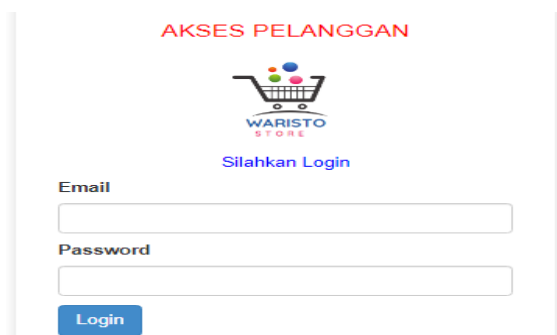 AKSES PELANGGAN
WARISTO
STORE
Silahkan Login
Email
Password
Login